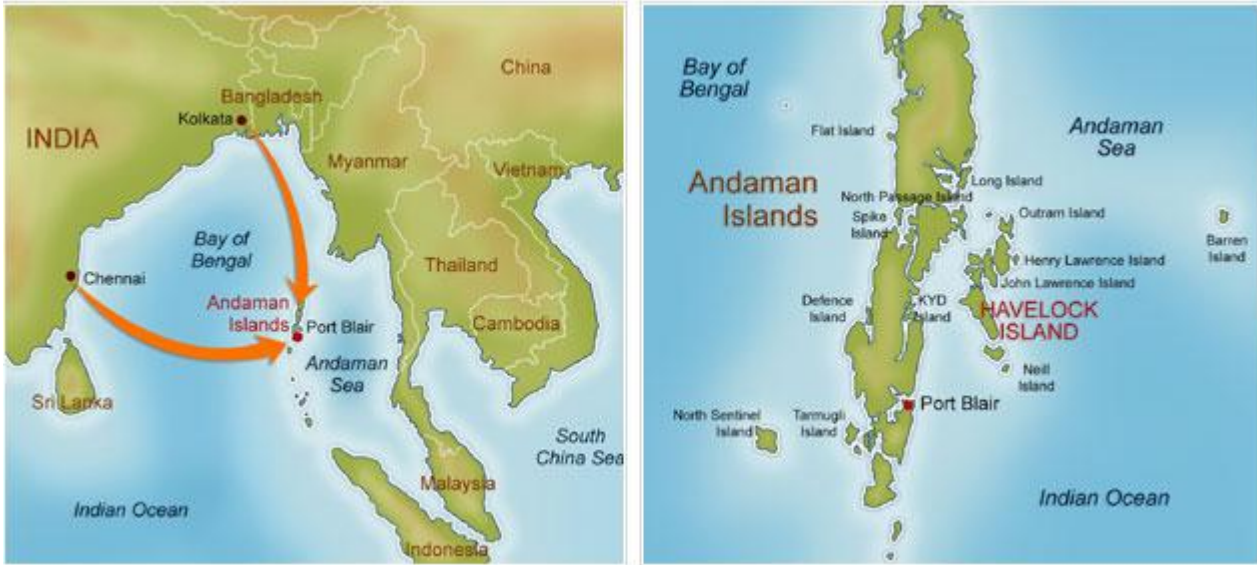 China
Bangladesh
Kolkata
INDIA
Myanmar
Vietnam
Bay of
Bengal
Thailand
Chennai
Andaman
Islands
Port Blair
Cambodia
Andaman
Sea
Sri Lanka
South
China Sea
Malaysia
Indian Ocean
Indonesia
Bay of
Bengal
Flat Island
Andaman
Sea
Andaman
Islands
Long Island
North Passage Island
Spike
Island
Outram Island
Barren
Island
Henry Lawrence Island
John Lawrence Island
Defence
Island
KYD
Island
HAVELOCK
ISLAND
Neill
Island
Port Blair
North Sentinel
Island
Tarmugli
Island
Indian Ocean